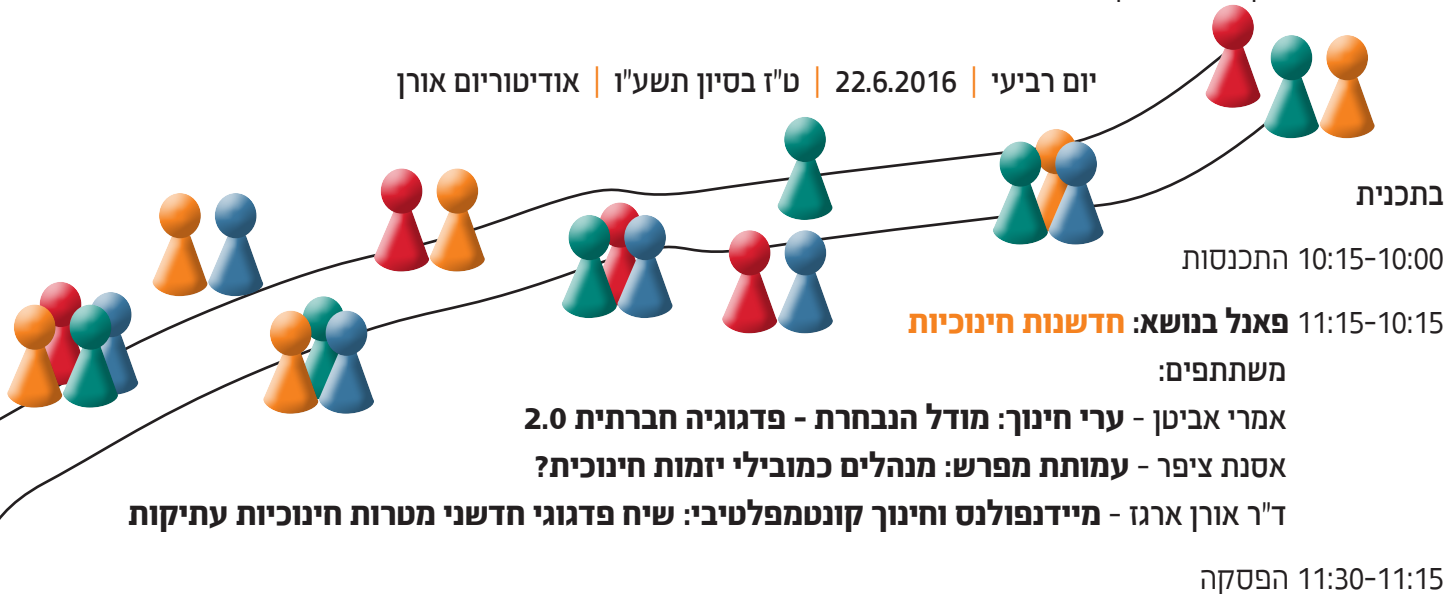 יום רביעי | 22.6.2016 | ט"ז בסיון תשע"ו | אודיטוריום אורן
בתכנית
10:15-10:00 התכנסות
11:15-10:15 פאנל בנושא: חדשנות חינוכיות
משתתפים:
אמרי אביטן - ערי חינוך: מודל הנבחרת - פדגוגיה חברתית 2.0
אסנת ציפר - עמותת מפרש: מנהלים כמובילי יזמות חינוכית?
ד"ר אורן ארגז - מיידנפולנס וחינוך קונטמפלטיבי: שיח פדגוגי חדשני מטרות חינוכיות עתיקות
11:30-11:15 הפסקה